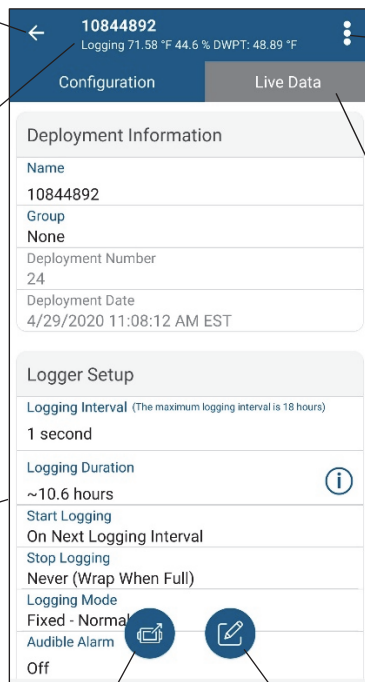 10844892
Logging 71.58 °F 44.6 % DWPT: 48.89 °F
Configuration
Live Data
Deployment Information
Name
10844892
Group
None
Deployment Number
24
Deployment Date
4/29/2020 11:08:12 AM EST
Logger Setup
Logging Interval (The maximum logging interval is 18 hours)
1 second
Logging Duration
~10.6 hours
Start Logging
On Next Logging Interval
Stop Logging
Never (Wrap When Full)
Logging Mode
Fixed - Normal
Audible Alarm
Off